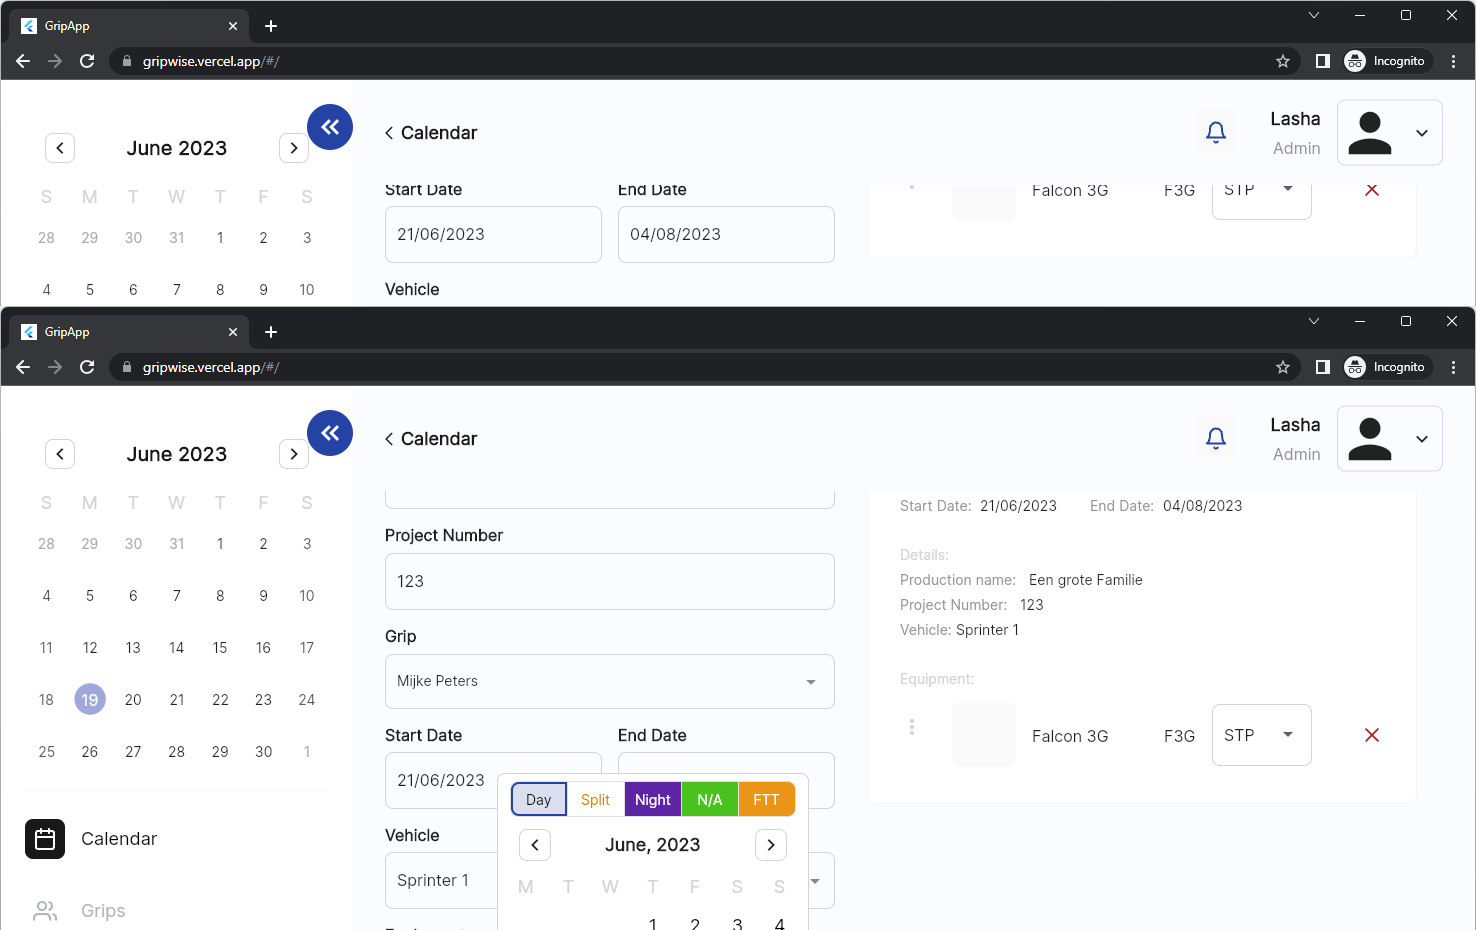 GripApp
gripwise.vercel.app/#/
Incognito
June 2023
S M T W T F S
28 29 30 31 1 2 3
4 5 6 7 8 9 10
Calendar
Lasha
Admin
Start Date
End Date
21/06/2023
04/08/2023
Vehicle
Falcon 3G F3G STP
GripApp
gripwise.vercel.app/#/
Incognito
June 2023
S M T W T F S
28 29 30 31 1 2 3
4 5 6 7 8 9 10
11 12 13 14 15 16 17
18 19 20 21 22 23 24
25 26 27 28 29 30 1
Calendar
Grips
Calendar
Lasha
Admin
Project Number
123
Grip
Mijke Peters
Start Date
End Date
21/06/2023
Vehicle
Sprinter 1
Day Split Night N/A FTT
June, 2023
M T W T F S S
1 2 3 4
Start Date: 21/06/2023 End Date: 04/08/2023
Details:
Production name: Een grote Familie
Project Number: 123
Vehicle: Sprinter 1
Equipment:
Falcon 3G F3G STP